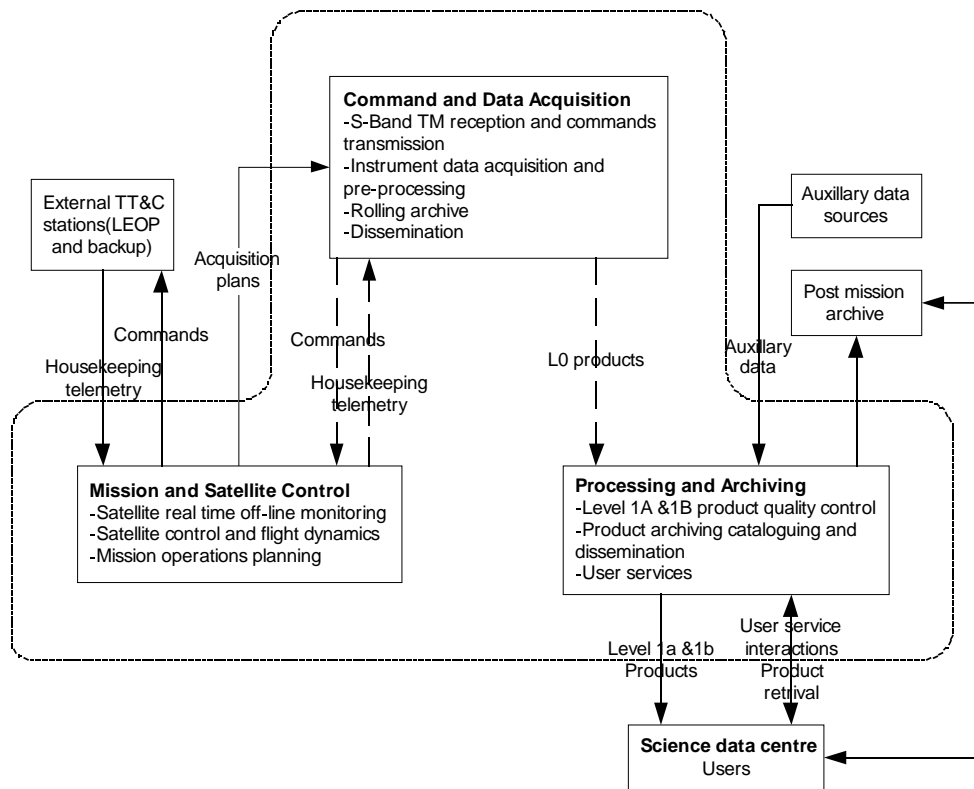 Command and Data Acquisition
-S-Band TM reception and commands
transmission
-Instrument data acquisition and
pre-processing
-Rolling archive
-Dissemination
External TT&C
stations(LEOP
and backup)
Auxillary data
sources
Acquisition
plans
Post mission
archive
Commands
Housekeeping
telemetry
Commands
Housekeeping
telemetry
L0 products
Auxillary
data
Mission and Satellite Control
-Satellite real time off-line monitoring
-Satellite control and flight dynamics
-Mission operations planning
Processing and Archiving
-Level 1A &1B product quality control
-Product archiving cataloguing and
dissemination
-User services
Level 1a &1b
Products
User service
interactions
Product
retrival
Science data centre
Users